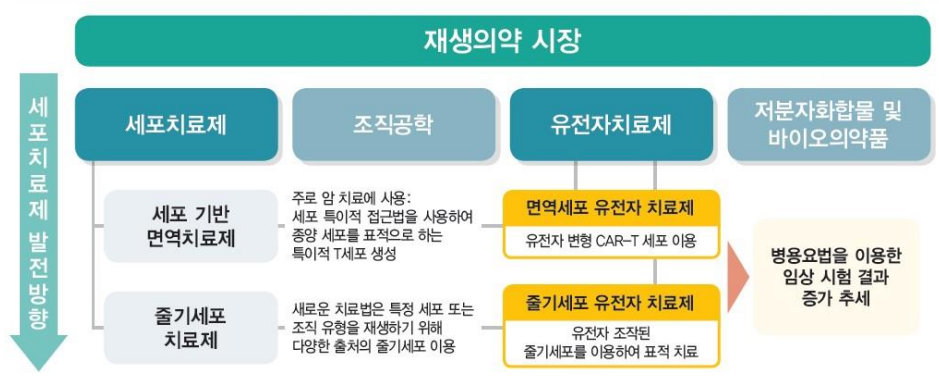 재생의약 시장
세포치료제 발전방향
세포치료제
조직공학
유전자치료제
저분자화합물 및
바이오의약품
세포 기반
면역치료제
주로 암 치료에 사용:
세포 특이적 접근법을 사용하여
종양 세포를 표적으로 하는
특이적 T세포 생성
면역세포 유전자 치료제
유전자 변형 CAR-T 세포 이용
줄기세포
치료제
새로운 치료법은 특정 세포 또는
조직 유형을 재생하기 위해
다양한 출처의 줄기세포 이용
줄기세포 유전자 치료제
유전자 조작된
줄기세포를 이용하여 표적 치료
병용요법을 이용한
임상 시험 결과
증가 추세